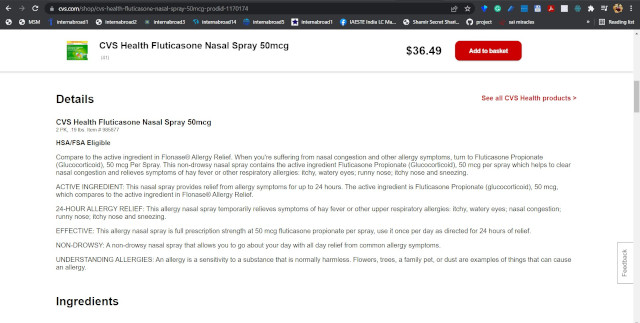 cvs.com/shop/cvs-health-fluticasone-nasal-spray-50mcg-prodid-1170174
MSM
internabroad1
internabroad2
internabroad3
internabroad14
internabroad5
internabroad1
IAESTE India LC Ma...
Shamir Secret Sharin...
project
sai miracles
CVS Health Fluticasone Nasal Spray 50mcg
$36.49
Add to basket
Details
See all CVS Health products >
CVS Health Fluticasone Nasal Spray 50mcg
HSA/FSA Eligible
Compare to the active ingredient in Flonase® Allergy Relief. When you're suffering from nasal congestion and other allergy symptoms, turn to Fluticasone Propionate
(Glucocorticoid), 50 mcg Per Spray. This non-drowsy nasal spray contains the active ingredient Fluticasone Propionate (Glucocorticoid), 50 mcg per spray which helps to clear
nasal congestion and relieves symptoms of hay fever or other respiratory allergies: itchy, watery eyes; runny nose; itchy nose and sneezing.
ACTIVE INGREDIENT: This nasal spray provides relief from allergy symptoms for up to 24 hours. The active ingredient is Fluticasone Propionate (glucocorticoid), 50 mcg,
which compares to the active ingredient in Flonase® Allergy Relief.
24-HOUR ALLERGY RELIEF: This allergy nasal spray temporarily relieves symptoms of hay fever or other upper respiratory allergies: itchy, watery eyes; nasal congestion;
runny nose; itchy nose and sneezing.
EFFECTIVE: This allergy nasal spray is full prescription strength at 50 mcg fluticasone propionate per spray, use it once per day as directed for 24 hours of relief.
NON-DROWSY: A non-drowsy nasal spray that allows you to go about your day with all day relief from common allergy symptoms.
UNDERSTANDING ALLERGIES: An allergy is a sensitivity to a substance that is normally harmless. Flowers, trees, a family pet, or dust are examples of things that can cause
an allergy.
Feedback
Ingredients